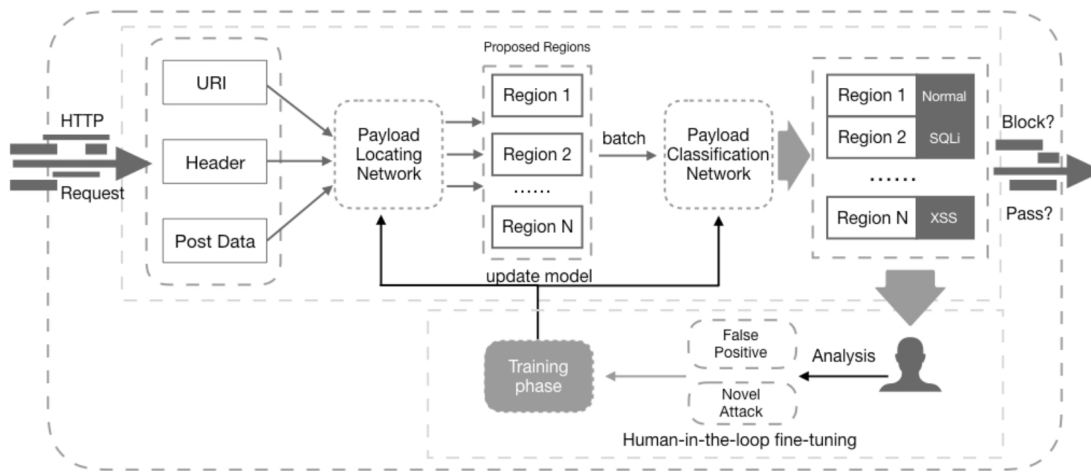 HTTP
Request
URI
Header
Post Data
Payload
Locating
Network
Proposed Regions
Region 1
Region 2
......
Region N
batch
Payload
Classification
Network
Region 1 Normal
Region 2 SQLi
......
Region N XSS
Block?
Pass?
update model
Training
phase
False
Positive
Novel
Attack
Analysis
Human-in-the-loop fine-tuning